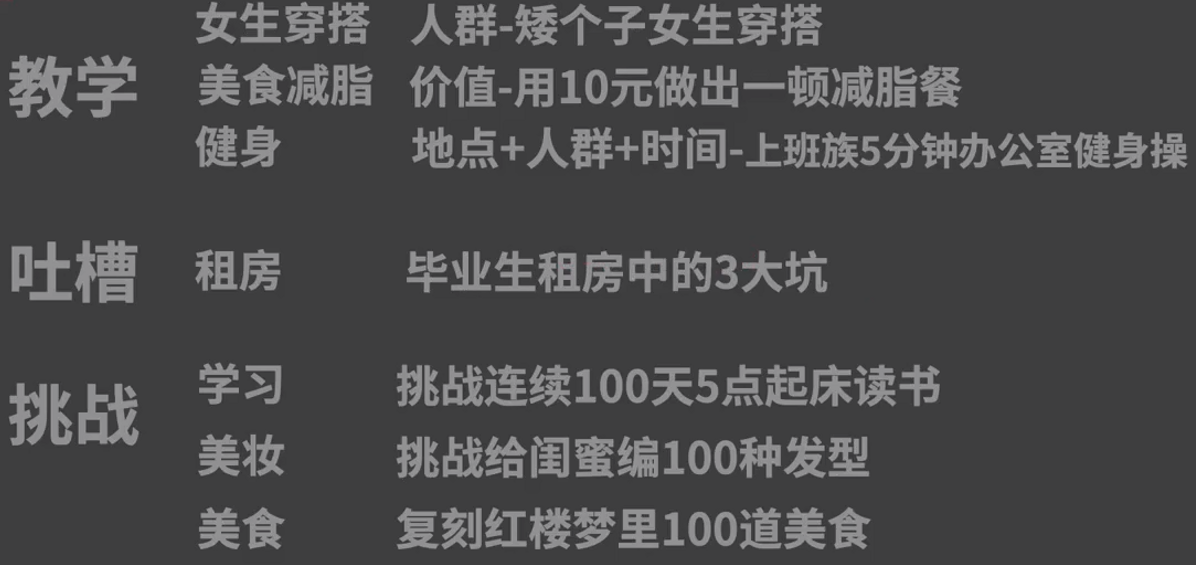 女生穿搭 人群-矮个子女生穿搭
教学 美食减脂 价值-用10元做出一顿减脂餐
健身 地点+人群+时间-上班族5分钟办公室健身操
吐槽 租房 毕业生租房中的3大坑
学习 挑战连续100天5点起床读书
挑战
美妆 挑战给闺蜜编100种发型
美食 复刻红楼梦里100道美食